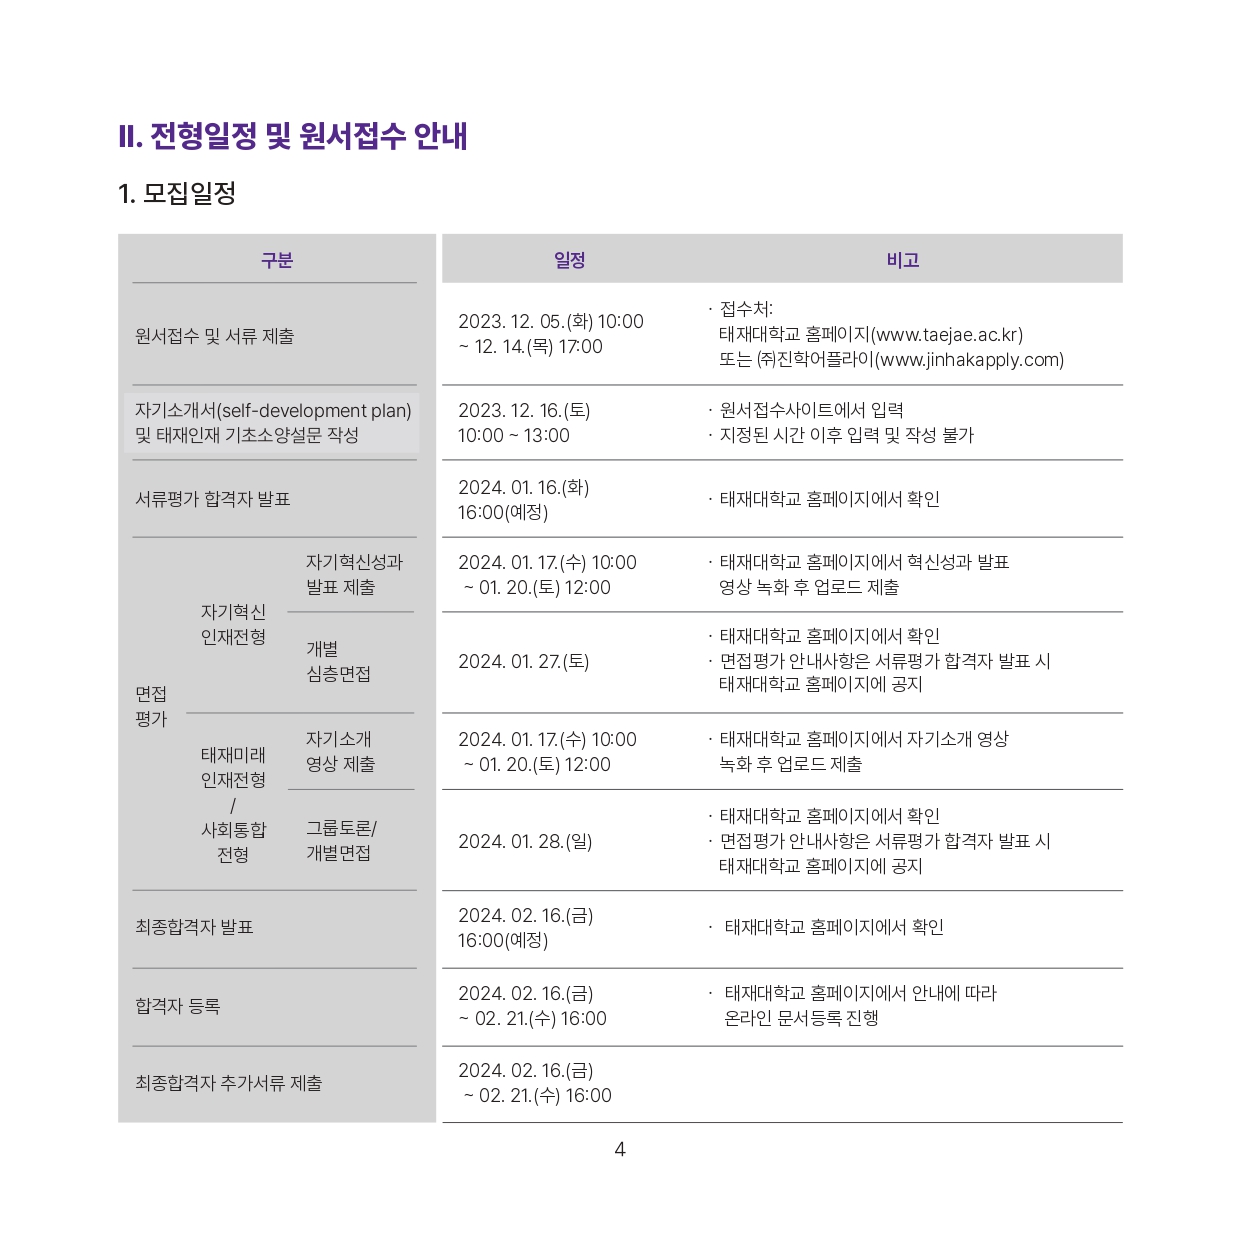 II. 전형일정 및 원서접수 안내
1. 모집일정
구분 일정 비고
원서접수 및 서류 제출
2023. 12. 05.(화) 10:00
~ 12. 14.(목) 17:00
· 접수처:
태재대학교 홈페이지(www.taejae.ac.kr)
또는 ㈜진학어플라이(www.jinhakapply.com)
자기소개서(self-development plan)
및 태재인재 기초소양설문 작성
2023. 12. 16.(토)
10:00 ~ 13:00
· 원서접수사이트에서 입력
· 지정된 시간 이후 입력 및 작성 불가
서류평가 합격자 발표
2024. 01. 16.(화)
16:00(예정)
· 태재대학교 홈페이지에서 확인
면접
평가
자기혁신
인재전형
자기혁신성과
발표 제출
2024. 01. 17.(수) 10:00
~ 01. 20.(토) 12:00
· 태재대학교 홈페이지에서 혁신성과 발표
영상 녹화 후 업로드 제출
개별
심층면접
2024. 01. 27.(토)
· 태재대학교 홈페이지에서 확인
· 면접평가 안내사항은 서류평가 합격자 발표 시
태재대학교 홈페이지에 공지
태재미래
인재전형
/
사회통합
전형
자기소개
영상 제출
2024. 01. 17.(수) 10:00
~ 01. 20.(토) 12:00
· 태재대학교 홈페이지에서 자기소개 영상
녹화 후 업로드 제출
그룹토론/
개별면접
2024. 01. 28.(일)
· 태재대학교 홈페이지에서 확인
· 면접평가 안내사항은 서류평가 합격자 발표 시
태재대학교 홈페이지에 공지
최종합격자 발표
2024. 02. 16.(금)
16:00(예정)
· 태재대학교 홈페이지에서 확인
합격자 등록
2024. 02. 16.(금)
~ 02. 21.(수) 16:00
· 태재대학교 홈페이지에서 안내에 따라
온라인 문서등록 진행
최종합격자 추가서류 제출
2024. 02. 16.(금)
~ 02. 21.(수) 16:00
4